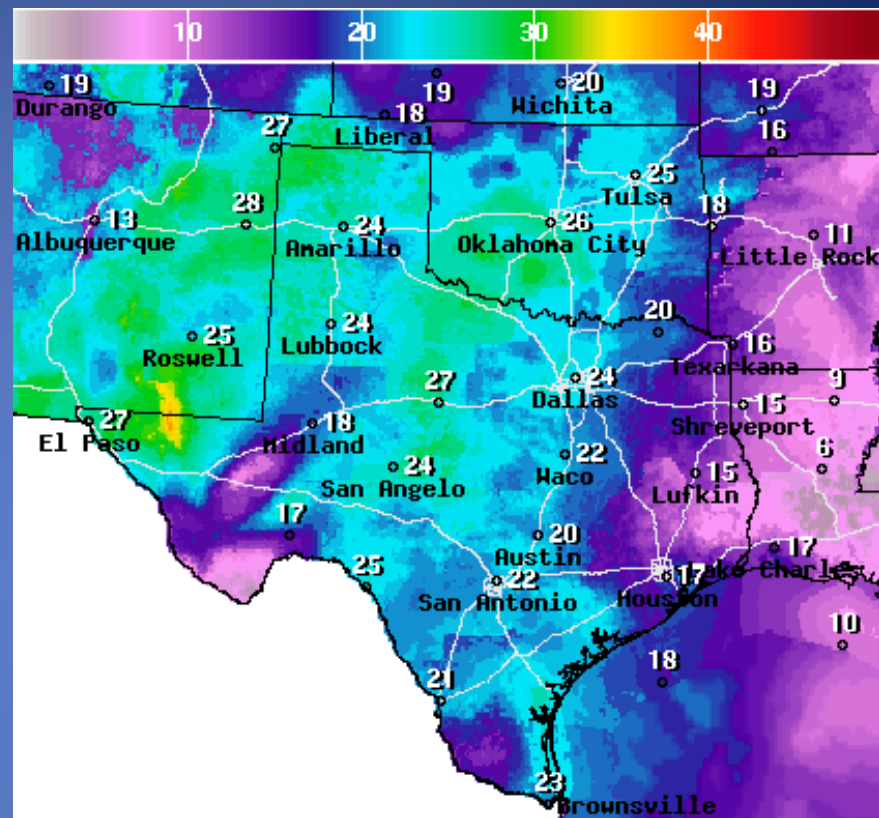 10 20 30 40
19
Durango
19
18
Liberal
20
Wichita
19
16
27
25
Tulsa
13
Albuquerque
28
24
Amarillo
26
Oklahoma City
18
11
Little Rock
25
Roswell
24
Lubbock
20
16
Texarkana
27
El Paso
18
Midland
27
24
Dallas
15
Shreveport
9
24
San Angelo
22
Waco
15
Lufkin
6
17
20
Austin
17
Lake Charles
25
22
San Antonio
17
Houston
10
21
18
23
Brownsville